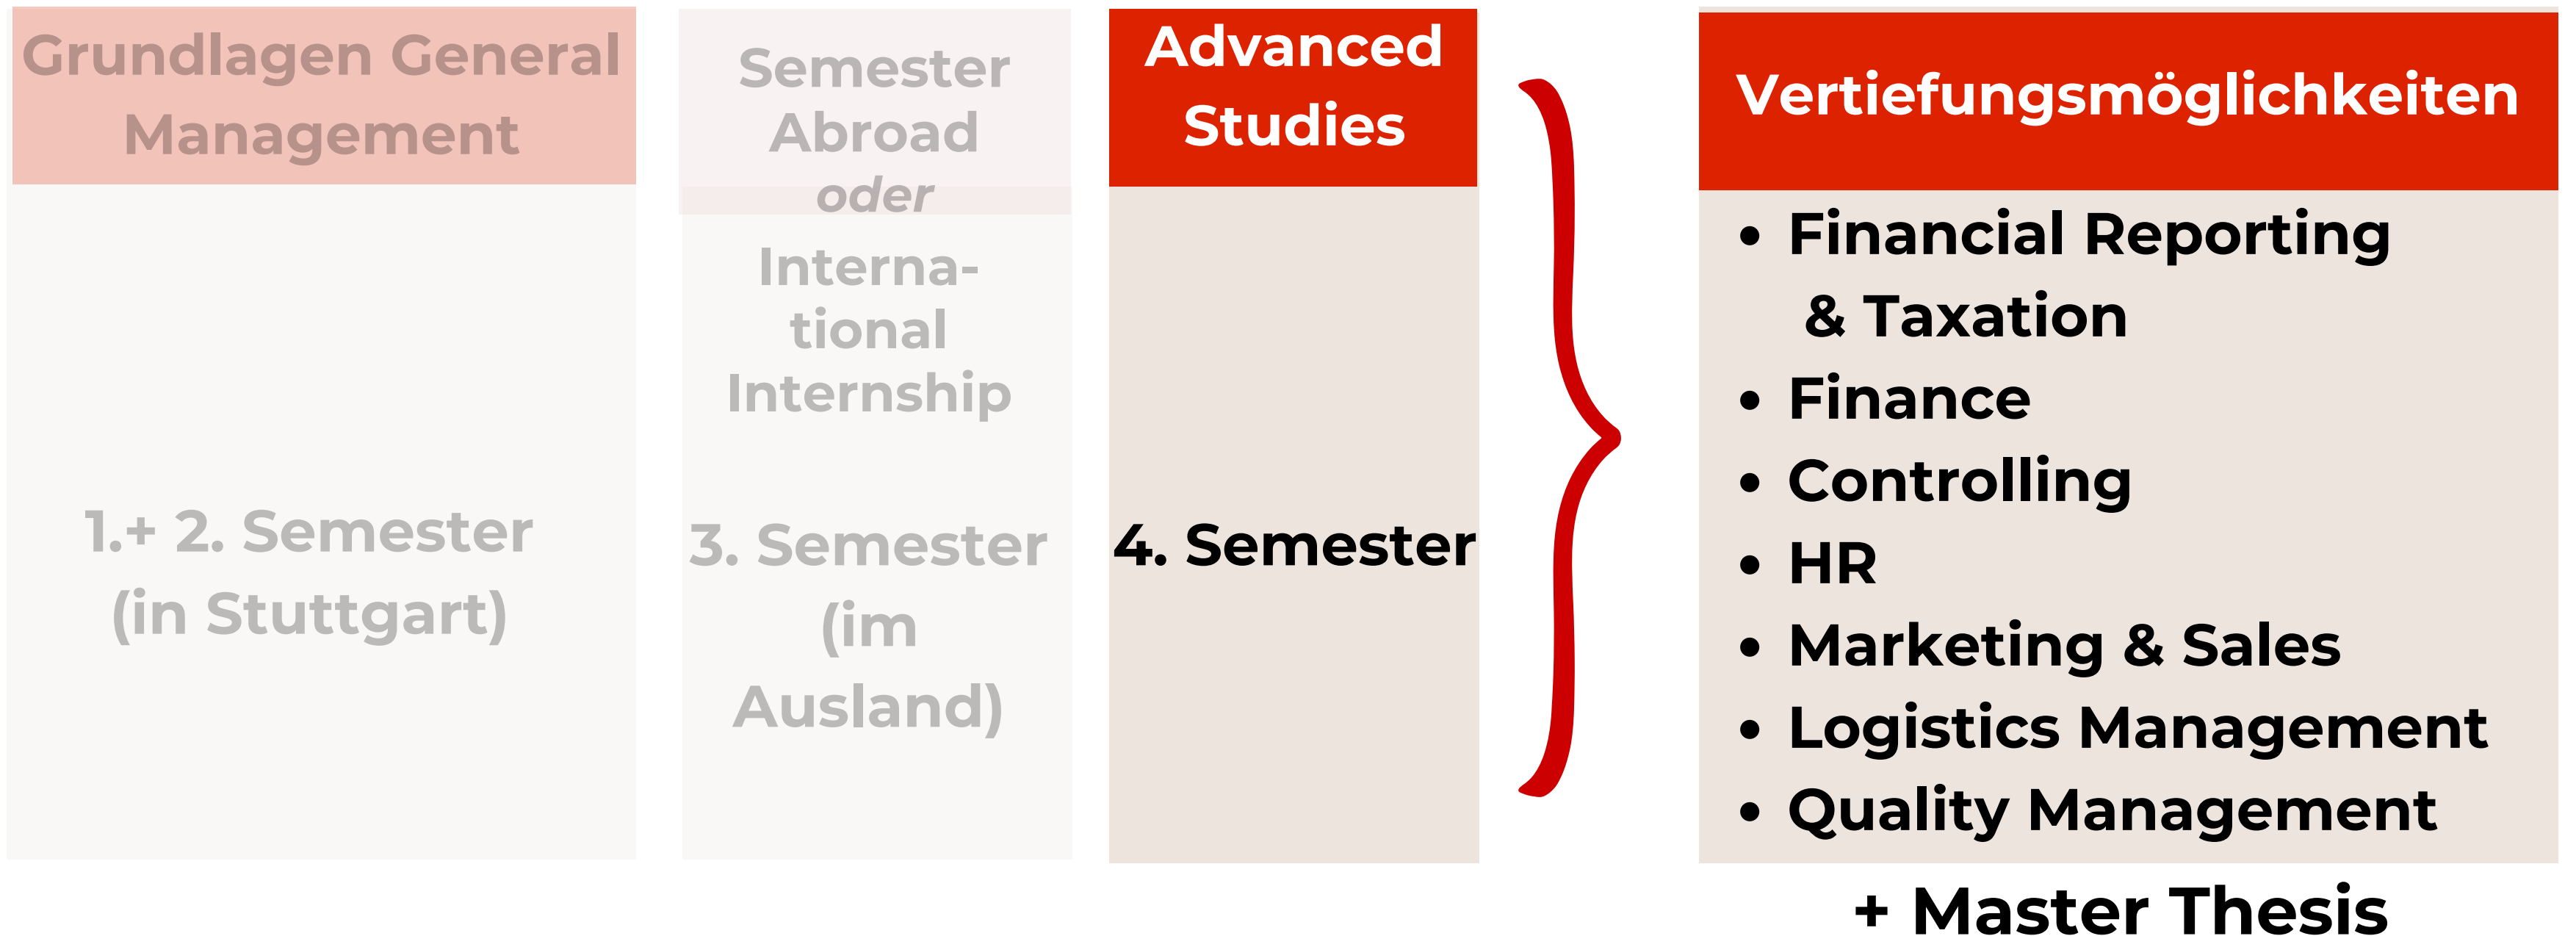 Grundlagen General
Management
1.+ 2. Semester
(in Stuttgart)
Semester
Abroad
oder
Interna-
tional
Internship
3. Semester
(im
Ausland)
Advanced
Studies
4. Semester
Vertiefungsmöglichkeiten
• Financial Reporting
& Taxation
• Finance
• Controlling
• HR
• Marketing & Sales
• Logistics Management
• Quality Management
+ Master Thesis